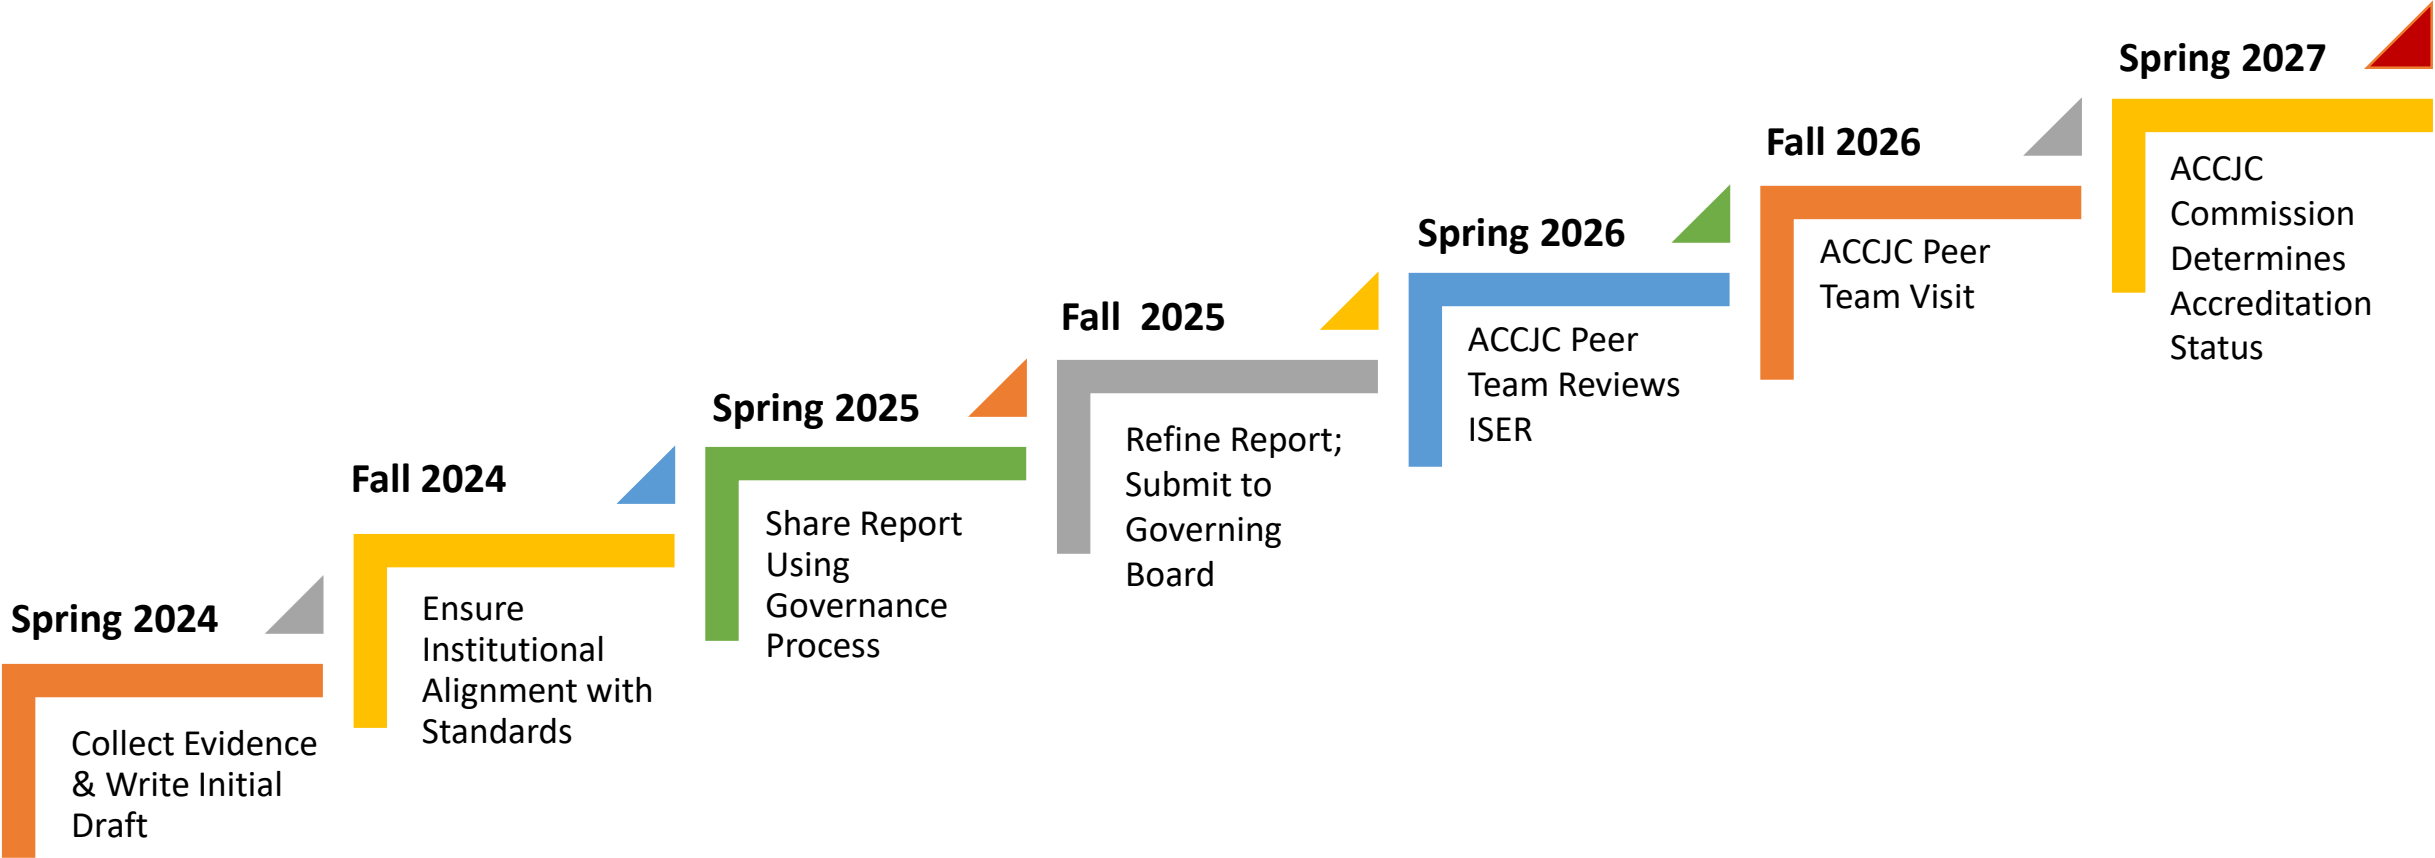 Spring 2024
Collect Evidence
& Write Initial
Draft
Fall 2024
Ensure
Institutional
Alignment with
Standards
Spring 2025
Share Report
Using
Governance
Process
Fall  2025
Refine Report;
Submit to
Governing
Board
Spring 2026
ACCJC Peer
Team Reviews
ISER
Fall 2026
ACCJC Peer
Team Visit
Spring 2027
ACCJC
Commission
Determines
Accreditation
Status